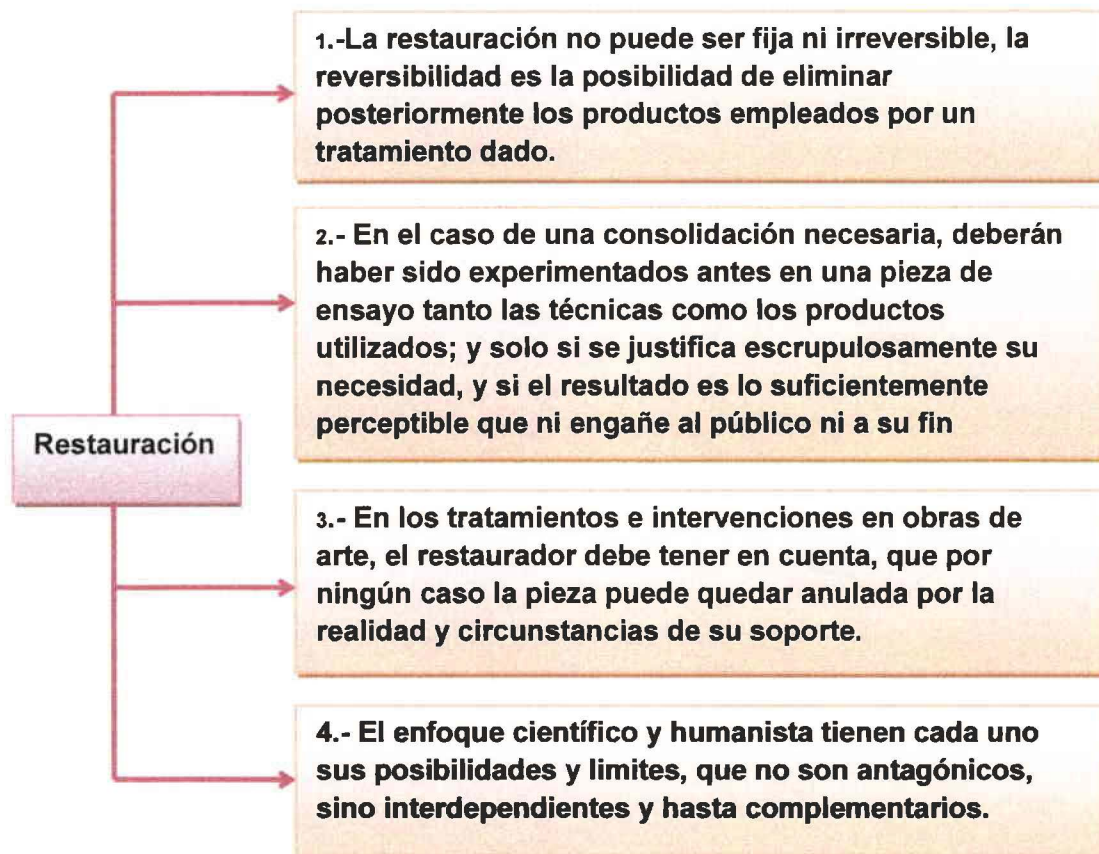 1.-La restauración no puede ser fija ni irreversible, la
reversibilidad es la posibilidad de eliminar
posteriormente los productos empleados por un
tratamiento dado.
2.- En el caso de una consolidación necesaria, deberán
haber sido experimentados antes en una pieza de
ensayo tanto las técnicas como los productos
utilizados; y solo si se justifica escrupulosamente su
necesidad, y si el resultado es lo suficientemente
perceptible que ni engañe al público ni a su fin
Restauración
3.- En los tratamientos e intervenciones en obras de
arte, el restaurador debe tener en cuenta, que por
ningún caso la pieza puede quedar anulada por la
realidad y circunstancias de su soporte.
4.- El enfoque científico y humanista tienen cada uno
sus posibilidades y limites, que no son antagónicos,
sino interdependientes y hasta complementarios.